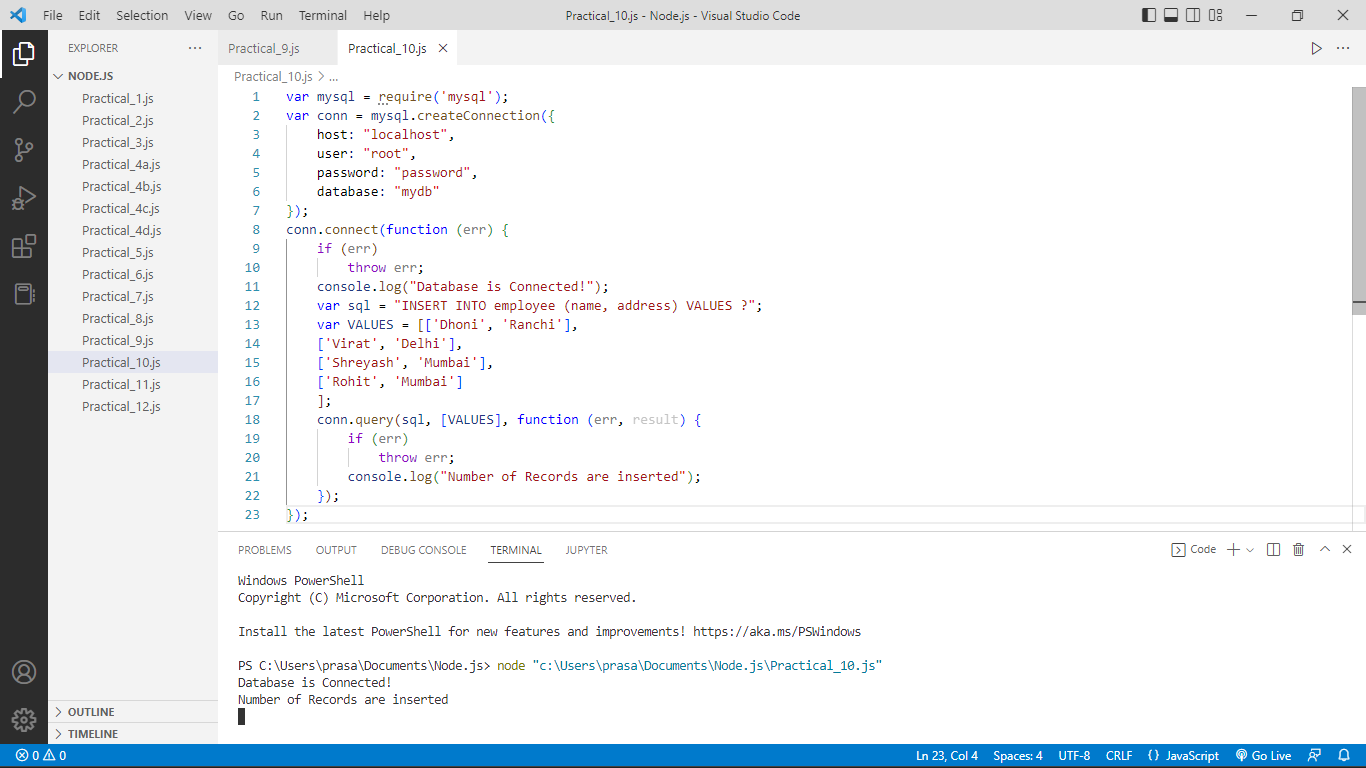 File Edit Selection View Go Run Terminal Help
Practical_10.js - Node.js - Visual Studio Code
EXPLORER
NODE.JS
Practical_1.js
Practical_2.js
Practical_3.js
Practical_4a.js
Practical_4b.js
Practical_4c.js
Practical_4d.js
Practical_5.js
Practical_6.js
Practical_7.js
Practical_8.js
Practical_9.js
Practical_10.js
Practical_11.js
Practical_12.js
OUTLINE
TIMELINE
Practical_9.js Practical_10.js
Practical_10.js > ...
1 var mysql = require('mysql');
2 var conn = mysql.createConnection({
3     host: "localhost",
4     user: "root",
5     password: "password",
6     database: "mydb"
7 });
8 conn.connect(function (err) {
9     if (err)
10         throw err;
11     console.log("Database is Connected!");
12     var sql = "INSERT INTO employee (name, address) VALUES ?";
13     var VALUES = [['Dhoni', 'Ranchi'],
14     ['Virat', 'Delhi'],
15     ['Shreyash', 'Mumbai'],
16     ['Rohit', 'Mumbai']
17     ];
18     conn.query(sql, [VALUES], function (err, result) {
19         if (err)
20             throw err;
21         console.log("Number of Records are inserted");
22     });
23 });
PROBLEMS OUTPUT DEBUG CONSOLE TERMINAL JUPYTER
Code
Windows PowerShell
Copyright (C) Microsoft Corporation. All rights reserved.
Install the latest PowerShell for new features and improvements! https://aka.ms/PSWindows
PS C:\Users\prasa\Documents\Node.js> node "c:\Users\prasa\Documents\Node.js\Practical_10.js"
Database is Connected!
Number of Records are inserted
0 0
Ln 23, Col 4 Spaces: 4 UTF-8 CRLF {} JavaScript Go Live